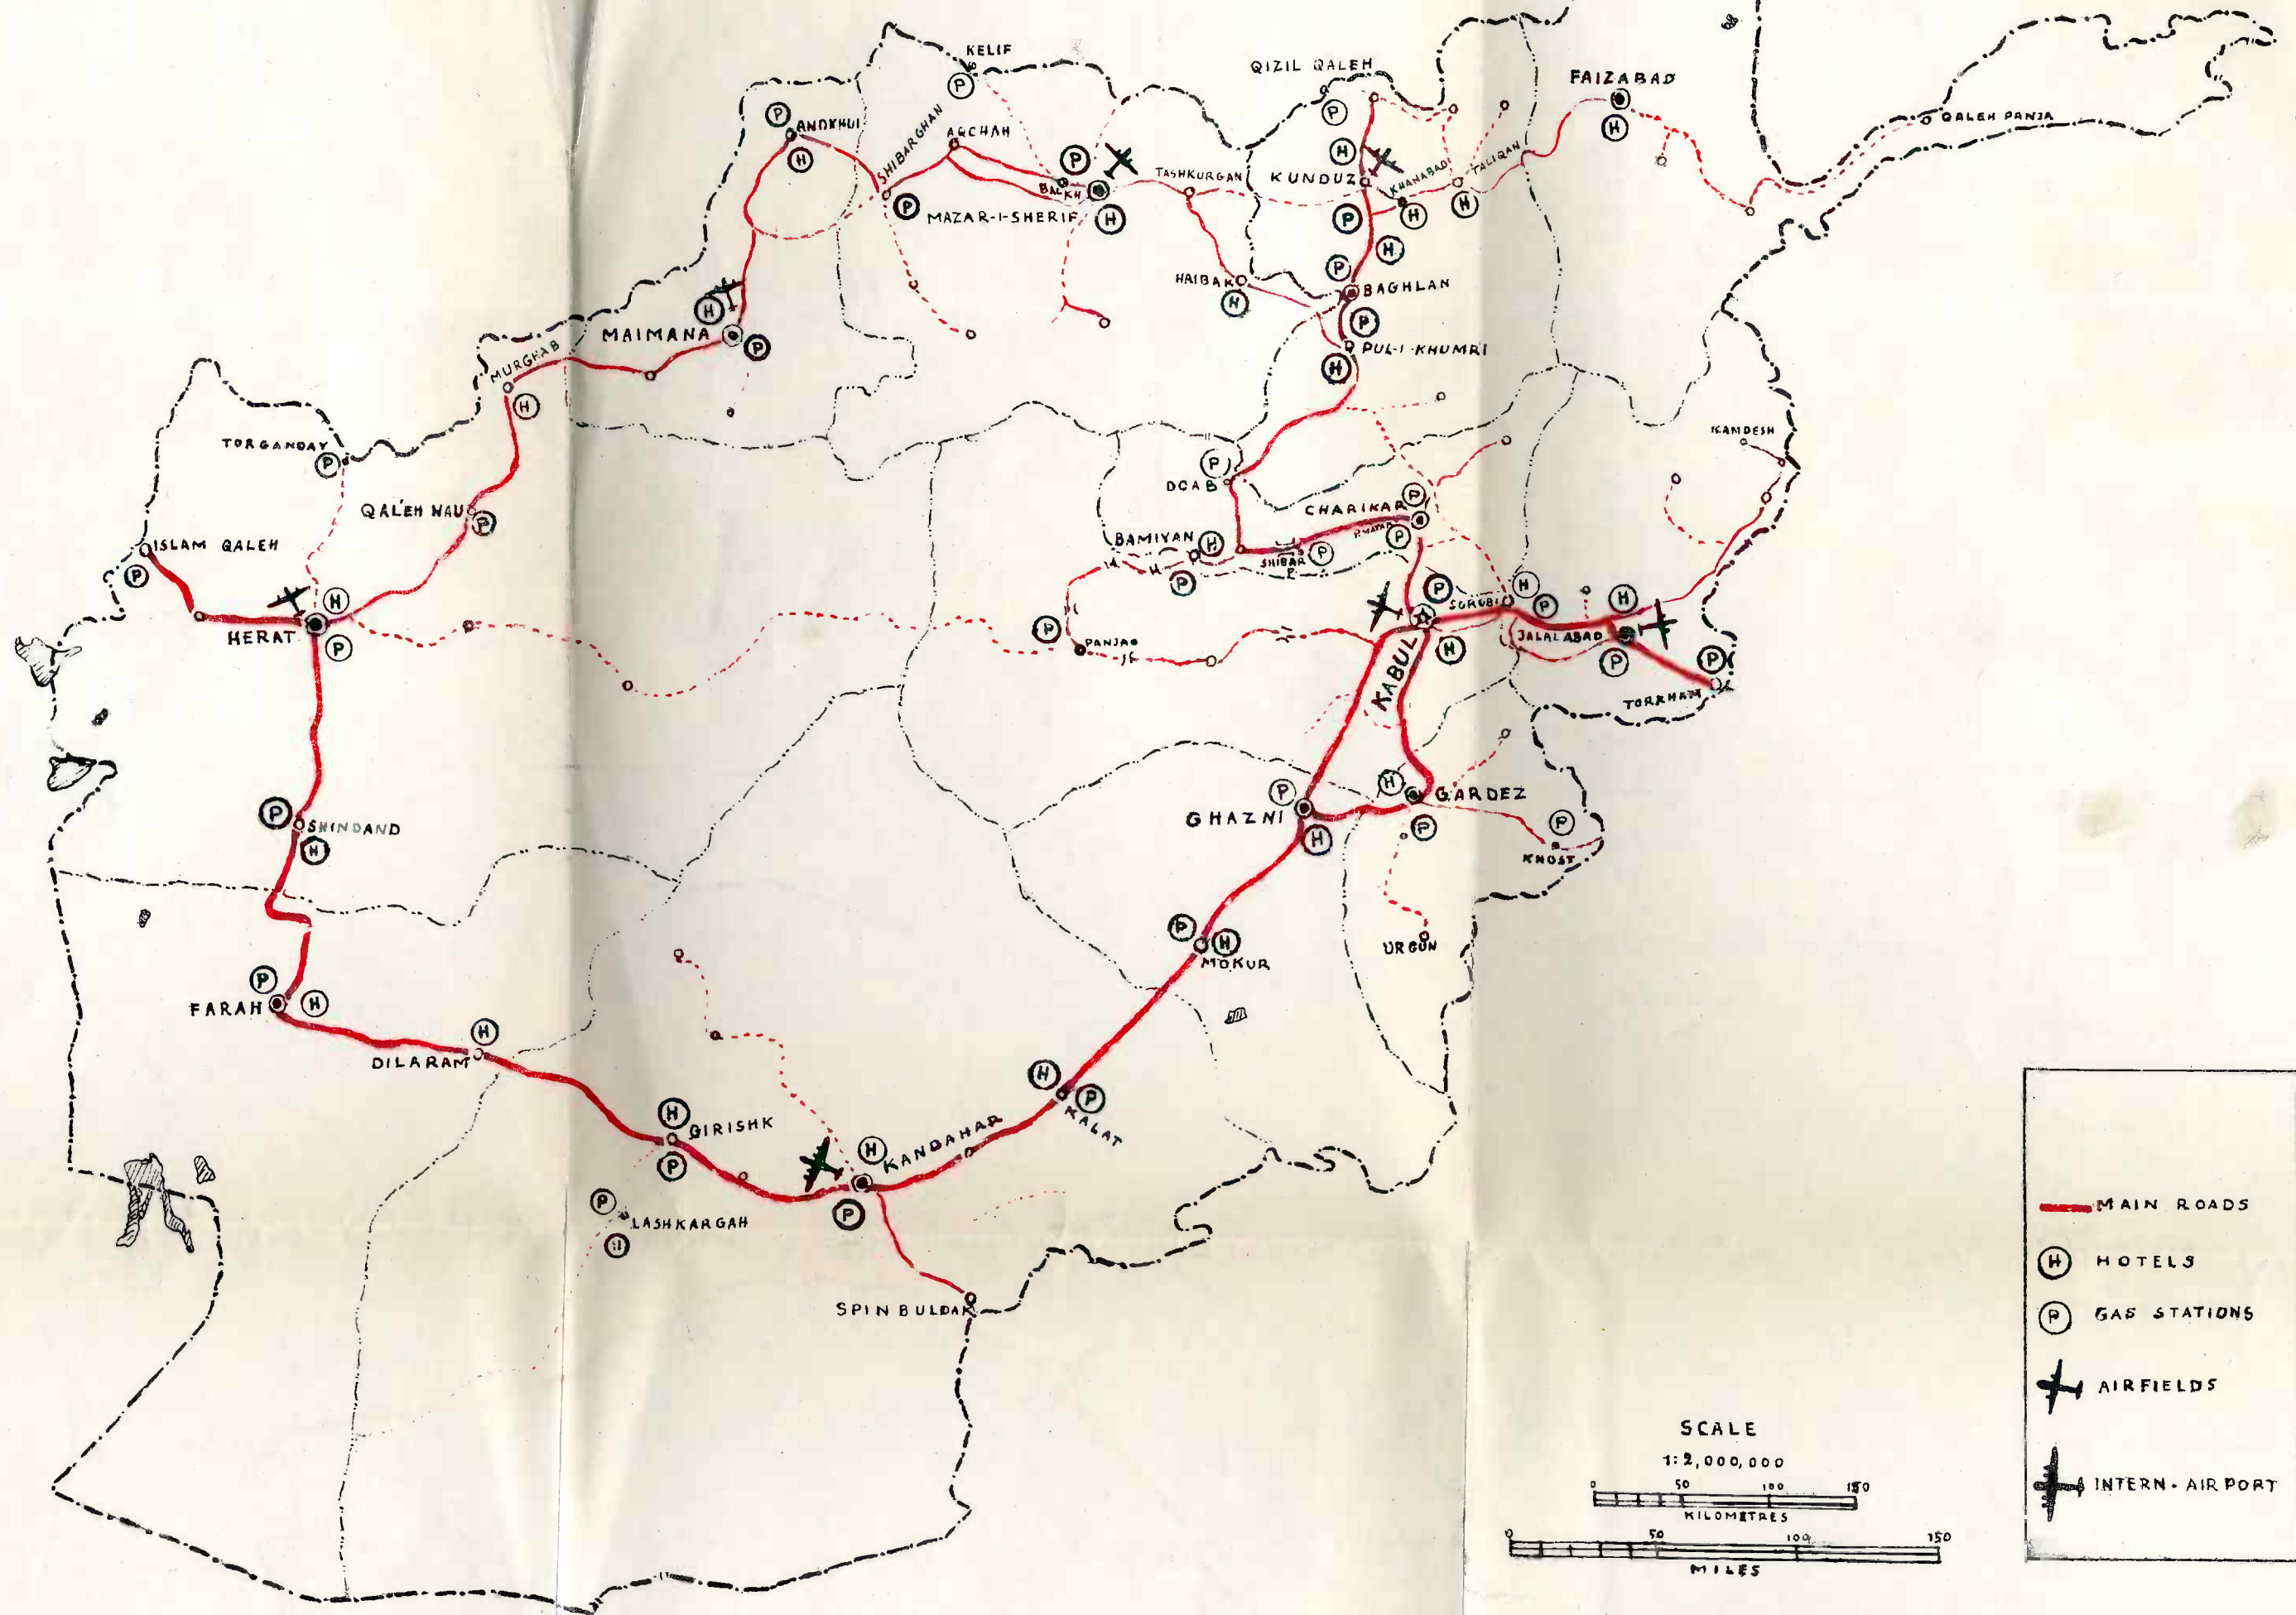 KELIF
QIZIL QALEH
FAIZABAD
P
P
H
QALEH PANJA
P
ANDKHUI
H
SHIBARGHAN
AQCHAH
P
BALKH
MAZAR-I-SHERIF
H
P
TASHKURGAN
H
KUNDUZ
KHANABAD
H
TALIQAN
H
P
H
HAIBAK
H
P
BAGHLAN
P
PUL-I-KHUMRI
H
H
MAIMANA
P
MURGHAB
H
TORGANDAY
P
KAMDESH
P
DOAB
QAL'EH NAU
P
CHARIKAR
P
P
BAMIYAN
H
P
SHIBAR
P
P
ISLAM QALEH
P
HERAT
H
P
P
PANJAO
P
KABUL
H
SORUBI
H
P
H
JALALABAD
P
P
TORKHAM
P
GHAZNI
H
H
GARDEZ
P
P
KHOST
P
SHINDAND
H
URGUN
P
H
MOKUR
P
FARAH
H
H
DILARAM
H
P
KALAT
H
GIRISHK
P
H
KANDAHAR
P
P
LASHKARGAH
H
SPIN BULDAK
MAIN ROADS
H HOTELS
P GAS STATIONS
AIRFIELDS
INTERN. AIRPORT
SCALE
1:2,000,000
0 50 100 150
KILOMETRES
0 50 100 150
MILES